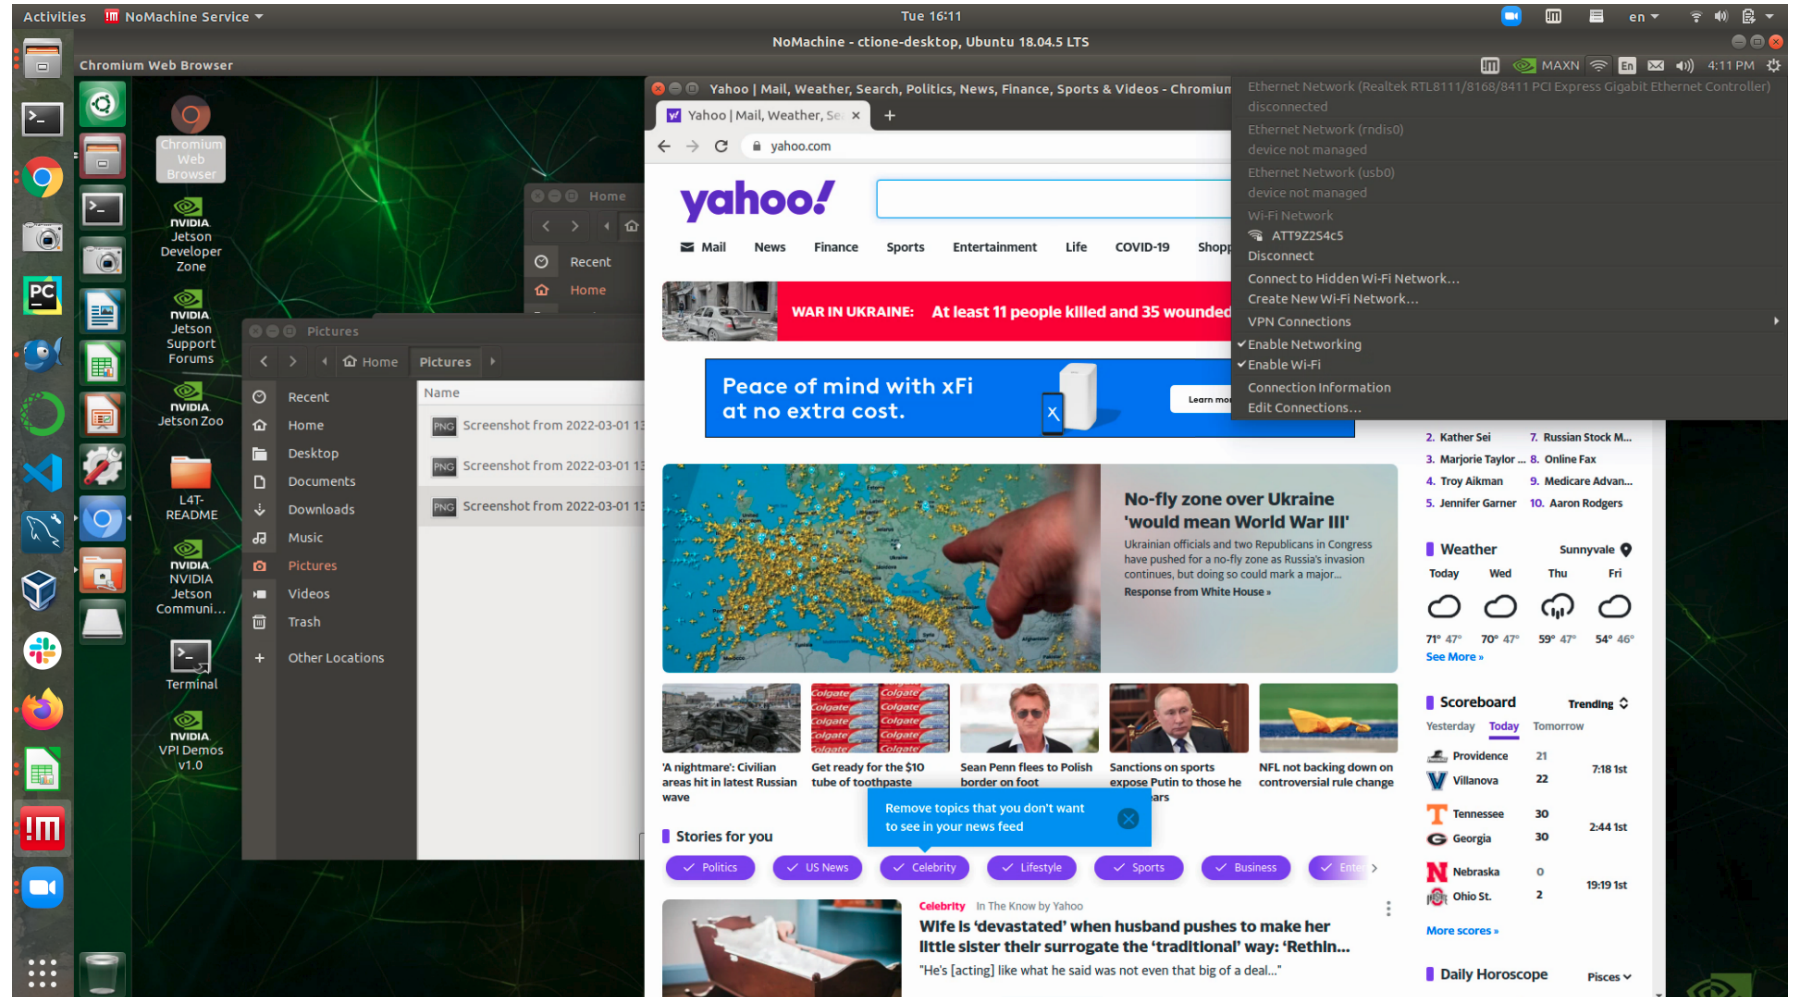 Activities
NoMachine Service
Tue 16:11
en
NoMachine - ctione-desktop, Ubuntu 18.04.5 LTS
Chromium Web Browser
MAXN
En
4:11 PM
Chromium
Web
Browser
NVIDIA
Jetson
Developer
Zone
NVIDIA
Jetson
Support
Forums
NVIDIA
Jetson Zoo
L4T-
README
NVIDIA
NVIDIA
Jetson
Communi...
Terminal
NVIDIA
VPI Demos
v1.0
Home
Recent
Home
Pictures
Home
Pictures
Recent
Home
Desktop
Documents
Downloads
Music
Pictures
Videos
Trash
Other Locations
Name
PNG Screenshot from 2022-03-01 13
PNG Screenshot from 2022-03-01 13
PNG Screenshot from 2022-03-01 13
Yahoo | Mail, Weather, Search, Politics, News, Finance, Sports & Videos - Chromium
Yahoo | Mail, Weather, Se
yahoo.com
yahoo!
Mail News Finance Sports Entertainment Life COVID-19 Shopp
WAR IN UKRAINE: At least 11 people killed and 35 wounded
Peace of mind with xFi
at no extra cost.
Learn mor
Ethernet Network (Realtek RTL8111/8168/8411 PCI Express Gigabit Ethernet Controller)
disconnected
Ethernet Network (rndis0)
device not managed
Ethernet Network (usb0)
device not managed
Wi-Fi Network
ATT9Z2S4c5
Disconnect
Connect to Hidden Wi-Fi Network...
Create New Wi-Fi Network...
VPN Connections
Enable Networking
Enable Wi-Fi
Connection Information
Edit Connections...
No-fly zone over Ukraine
'would mean World War III'
Ukrainian officials and two Republicans in Congress
have pushed for a no-fly zone as Russia's invasion
continues, but doing so could mark a major...
Response from White House »
'A nightmare': Civilian
areas hit in latest Russian
wave
Colgate
Get ready for the $10
tube of toothpaste
Sean Penn flees to Polish
border on foot
Sanctions on sports
expose Putin to those he
ars
NFL not backing down on
controversial rule change
Remove topics that you don't want
to see in your news feed
Stories for you
Politics US News Celebrity Lifestyle Sports Business Enter
Celebrity In The Know by Yahoo
Wife is ‘devastated’ when husband pushes to make her
little sister their surrogate the ‘traditional’ way: ‘Rethin...
"He's [acting] like what he said was not even that big of a deal..."
2. Kather Sei 7. Russian Stock M...
3. Marjorie Taylor ... 8. Online Fax
4. Troy Aikman 9. Medicare Advan...
5. Jennifer Garner 10. Aaron Rodgers
Weather Sunnyvale
Today Wed Thu Fri
71° 47° 70° 47° 59° 47° 54° 46°
See More »
Scoreboard Trending
Yesterday Today Tomorrow
Providence 21
Villanova 22
7:18 1st
Tennessee 30
Georgia 30
2:44 1st
Nebraska 0
Ohio St. 2
19:19 1st
More scores »
Daily Horoscope Pisces